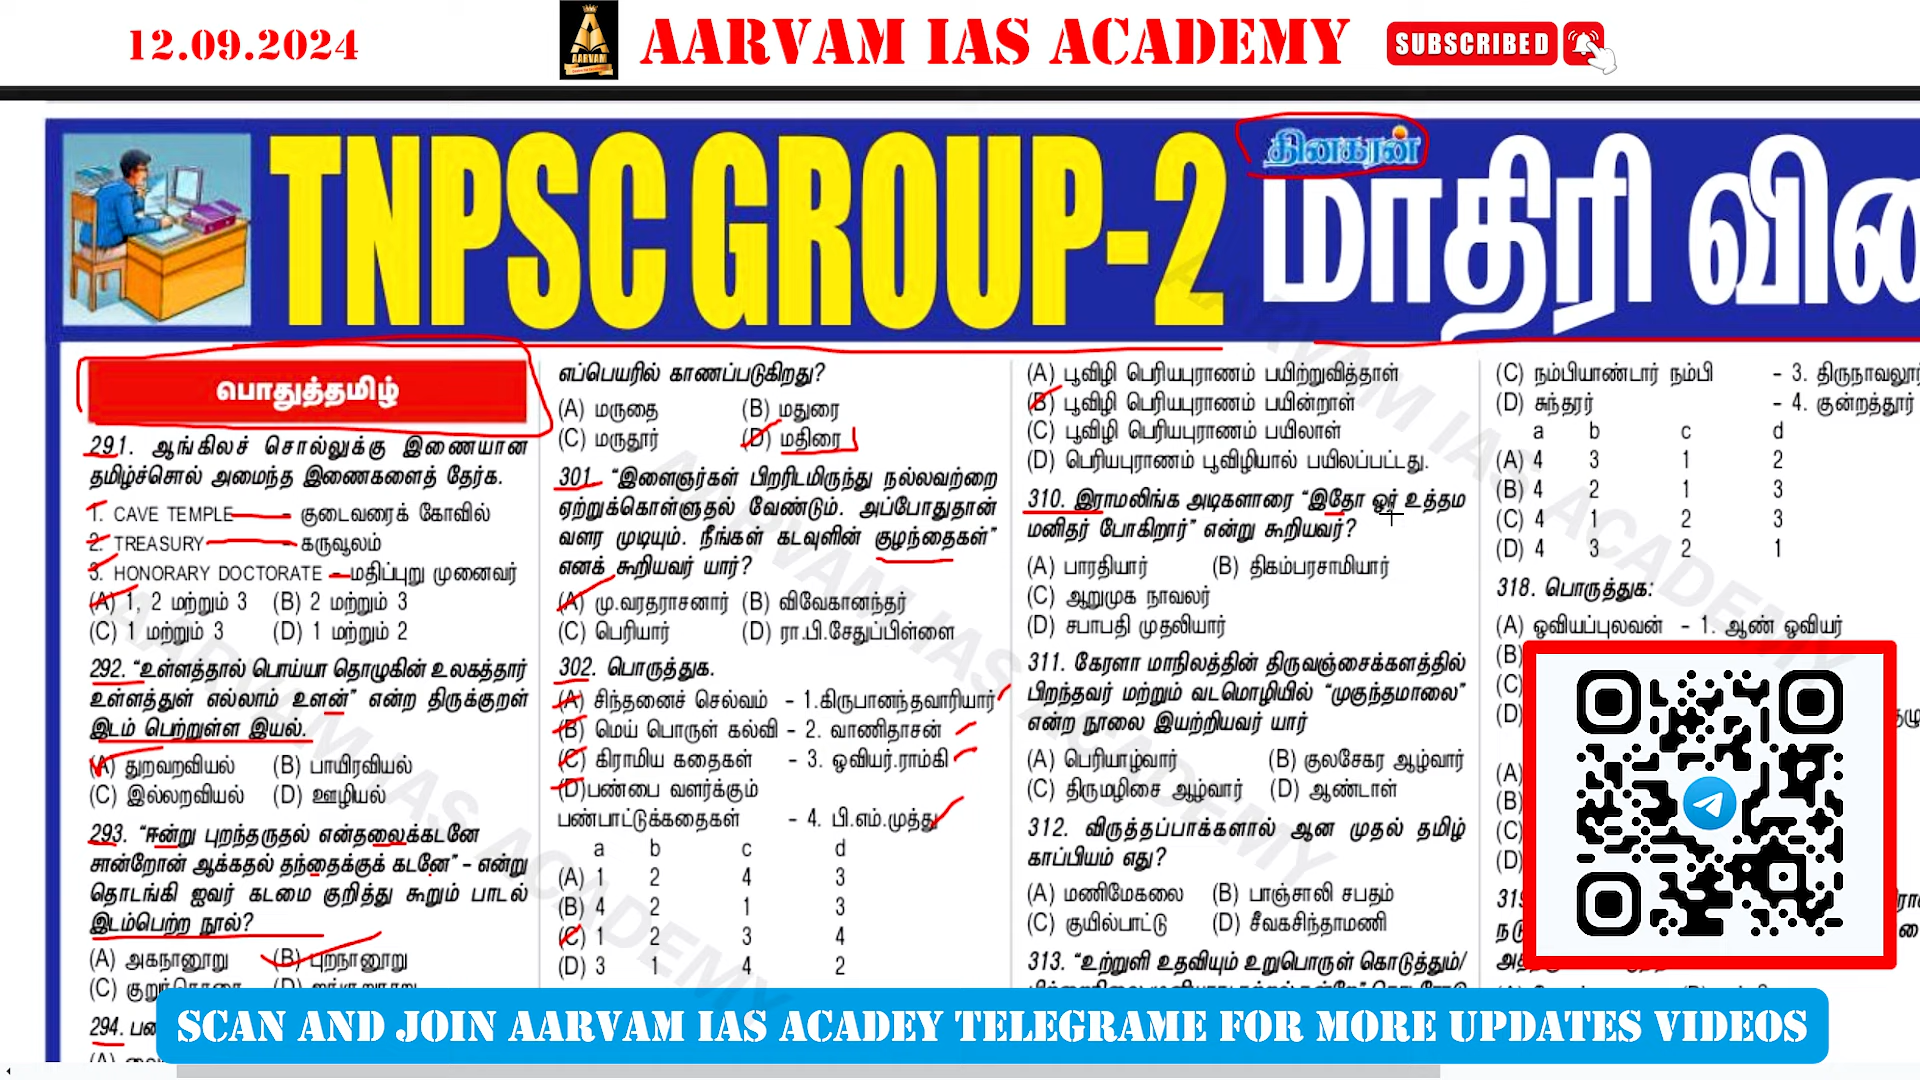 12.09.2024
AARVAM
AARVAM IAS ACADEMY
SUBSCRIBED
TNPSC GROUP-2
தினகரன்
மாதிரி
பொதுத்தமிழ்
291. ஆங்கிலச் சொல்லுக்கு இணையான
தமிழ்ச்சொல் அமைந்த இணைகளைத் தேர்க.
1. CAVE TEMPLE - குடைவரைக் கோவில்
2. TREASURY - கருவூலம்
3. HONORARY DOCTORATE - மதிப்புறு முனைவர்
(A) 1, 2 மற்றும் 3 (B) 2 மற்றும் 3
(C) 1 மற்றும் 3 (D) 1 மற்றும் 2
292. "உள்ளத்தால் பொய்யா தொழுகின் உலகத்தார்
உள்ளத்துள் எல்லாம் உளன்" என்ற திருக்குறள்
இடம் பெற்றுள்ள இயல்.
(A) துறவறவியல் (B) பாயிரவியல்
(C) இல்லறவியல் (D) ஊழியல்
293. "ஈன்று புறந்தருதல் என்தலைக்கடனே
சான்றோன் ஆக்கதல் தந்தைக்குக் கடனே" – என்று
தொடங்கி ஐவர் கடமை குறித்து கூறும் பாடல்
இடம்பெற்ற நூல்?
(A) அகநானூறு (B) புறநானூறு
294.
எப்பெயரில் காணப்படுகிறது?
(A) மருதை (B) மதுரை
(C) மருதூர் (D) மதிரை
301. "இளைஞர்கள் பிறரிடமிருந்து நல்லவற்றை
ஏற்றுக்கொள்ளுதல் வேண்டும். அப்போதுதான்
வளர முடியும். நீங்கள் கடவுளின் குழந்தைகள்"
எனக் கூறியவர் யார்?
(A) மு.வரதராசனார் (B) விவேகானந்தர்
(C) பெரியார் (D) ரா.பி.சேதுப்பிள்ளை
302. பொருத்துக.
(A) சிந்தனைச் செல்வம் – 1.கிருபானந்தவாரியார்
(B) மெய் பொருள் கல்வி – 2. வாணிதாசன்
(C) கிராமிய கதைகள் – 3. ஓவியர்.ராம்கி
(D)பண்பை வளர்க்கும்
பண்பாட்டுக்கதைகள் – 4. பி.எம்.முத்து
a b c d
(A) 1 2 4 3
(B) 4 2 1 3
(C) 1 2 3 4
(D) 3 1 4 2
(A) பூவிழி பெரியபுராணம் பயிற்றுவித்தாள்
(B) பூவிழி பெரியபுராணம் பயின்றாள்
(C) பூவிழி பெரியபுராணம் பயிலாள்
(D) பெரியபுராணம் பூவிழியால் பயிலப்பட்டது.
310. இராமலிங்க அடிகளாரை "இதோ ஓர் உத்தம
மனிதர் போகிறார்" என்று கூறியவர்?
(A) பாரதியார் (B) திகம்பரசாமியார்
(C) ஆறுமுக நாவலர்
(D) சபாபதி முதலியார்
311. கேரளா மாநிலத்தின் திருவஞ்சைக்களத்தில்
பிறந்தவர் மற்றும் வடமொழியில் "முகுந்தமாலை"
என்ற நூலை இயற்றியவர் யார்
(A) பெரியாழ்வார் (B) குலசேகர ஆழ்வார்
(C) திருமழிசை ஆழ்வார் (D) ஆண்டாள்
312. விருத்தப்பாக்களால் ஆன முதல் தமிழ்
காப்பியம் எது?
(A) மணிமேகலை (B) பாஞ்சாலி சபதம்
(C) குயில்பாட்டு (D) சீவகசிந்தாமணி
313. "உற்றுளி உதவியும் உறுபொருள் கொடுத்தும்/
(C) நம்பியாண்டார் நம்பி – 3. திருநாவலூர்
(D) சுந்தரர் – 4. குன்றத்தூர்
a b c d
(A) 4 3 1 2
(B) 4 2 1 3
(C) 4 1 2 3
(D) 4 3 2 1
318. பொருத்துக:
(A) ஓவியப்புலவன் – 1. ஆண் ஓவியர்
(B)
(C)
(D)
(A)
(B)
(C)
(D)
SCAN AND JOIN AARVAM IAS ACADEY TELEGRAME FOR MORE UPDATES VIDEOS